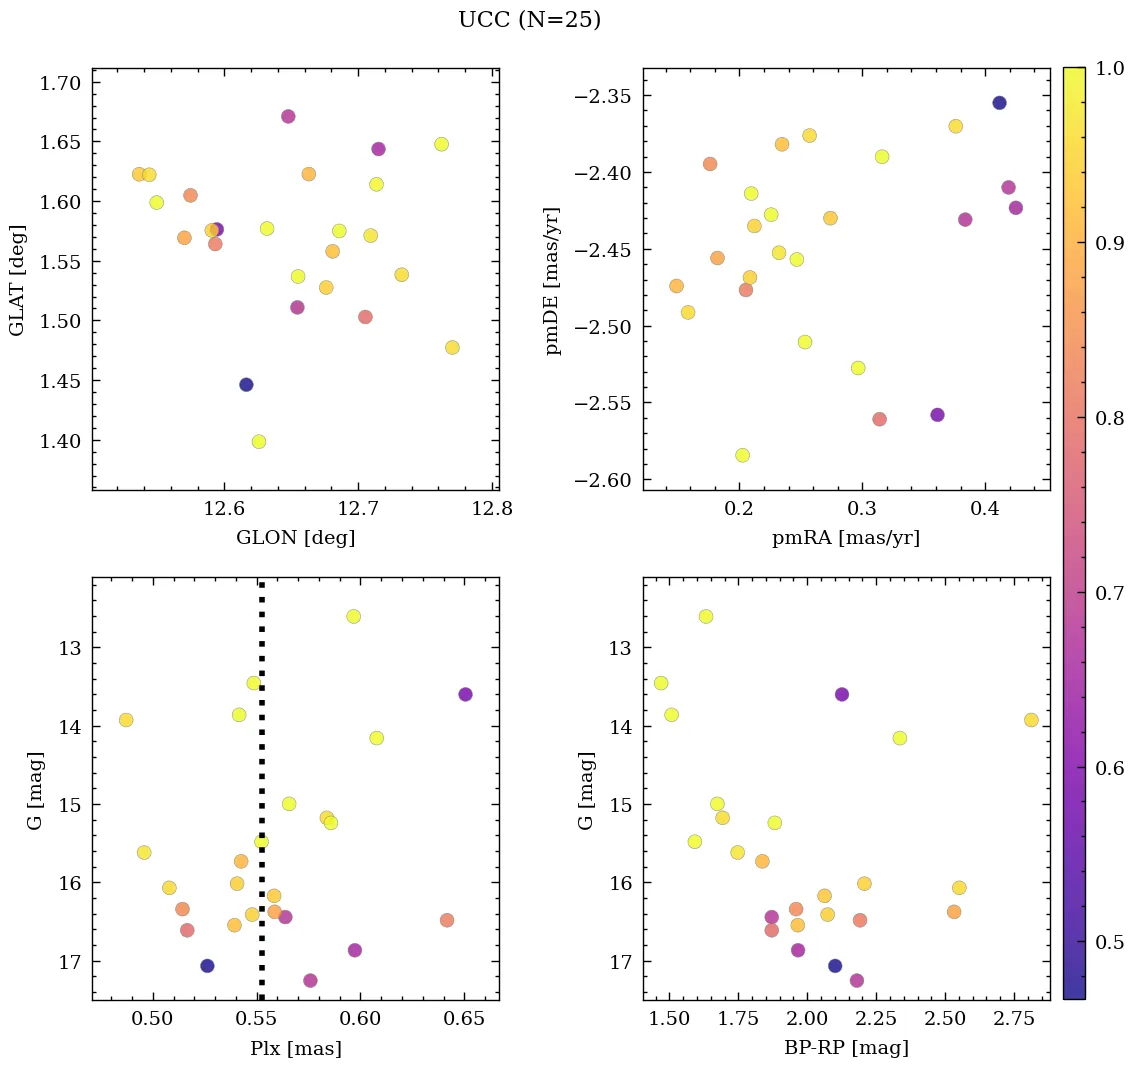 UCC (N=25)
1.70
1.65
1.60
1.55
1.50
1.45
1.40
GLAT [deg]
12.6 12.7 12.8
GLON [deg]
−2.35
−2.40
−2.45
−2.50
−2.55
−2.60
pmDE [mas/yr]
0.2 0.3 0.4
pmRA [mas/yr]
1.0
0.9
0.8
0.7
0.6
0.5
13
14
15
16
17
G [mag]
0.50 0.55 0.60 0.65
Plx [mas]
13
14
15
16
17
G [mag]
1.50 1.75 2.00 2.25 2.50 2.75
BP-RP [mag]